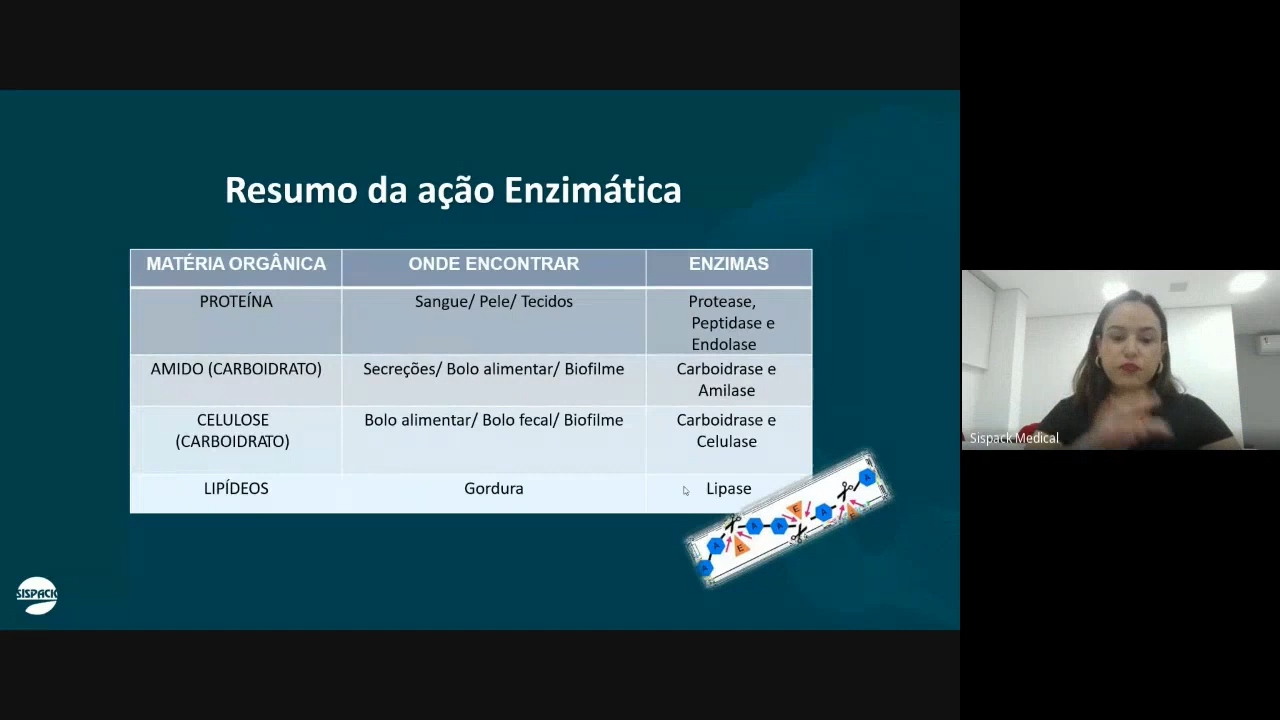 Resumo da ação Enzimática
MATÉRIA ORGÂNICA
ONDE ENCONTRAR
ENZIMAS
PROTEÍNA
Sangue/ Pele/ Tecidos
Protease,
Peptidase e
Endolase
AMIDO (CARBOIDRATO)
Secreções/ Bolo alimentar/ Biofilme
Carboidrase e
Amilase
CELULOSE
(CARBOIDRATO)
Bolo alimentar/ Bolo fecal/ Biofilme
Carboidrase e
Celulase
LIPÍDEOS
Gordura
Lipase
A
A
A
A
A
A
E
E
E
SISPACK
Sispack Medical